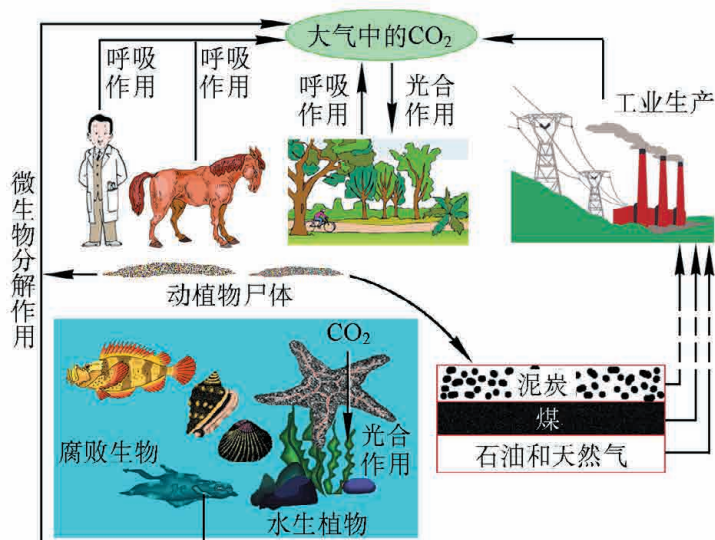 大气中的CO₂
呼吸
作用
呼吸
作用
呼吸
作用
光合
作用
工业生产
微生物分解作用
动植物尸体
CO₂
泥炭
煤
石油和天然气
光合
作用
腐败生物
水生植物